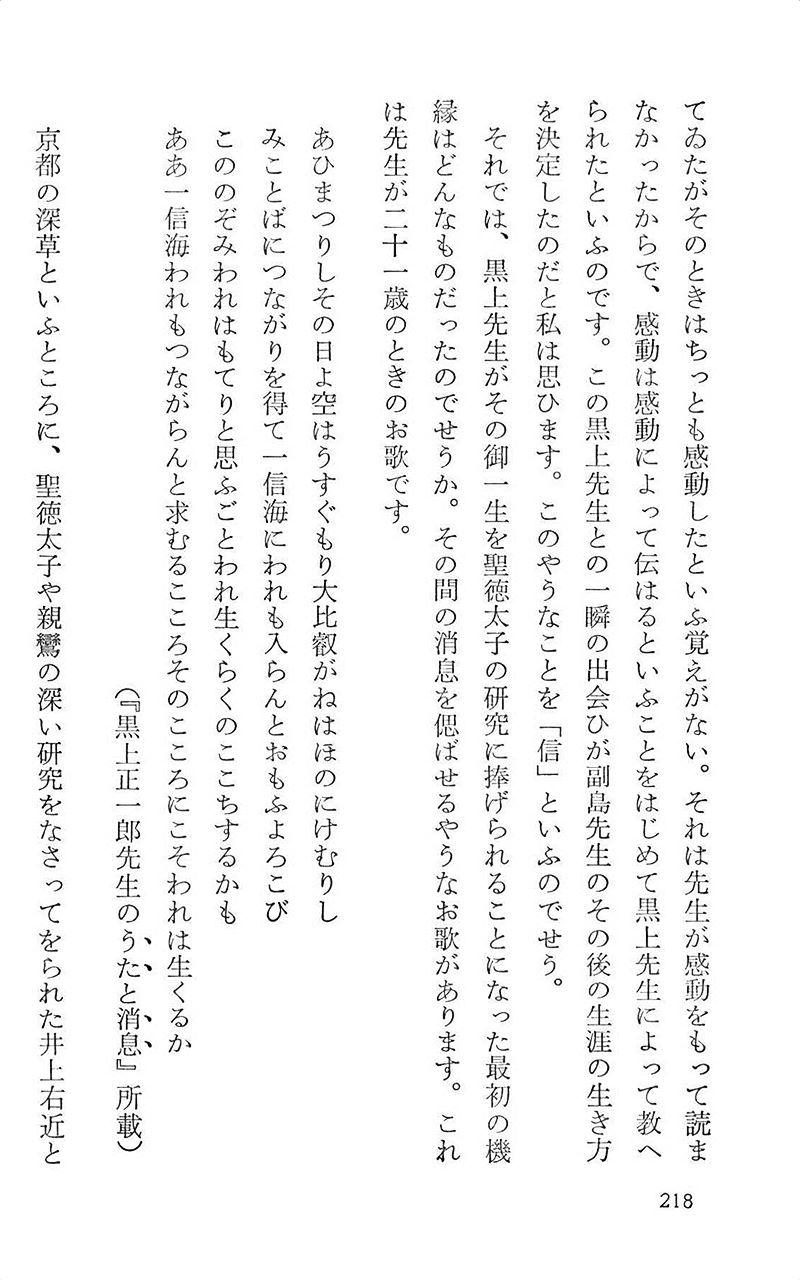 てゐたがそのときはちっとも感動したといふ覚えがない。それは先生が感動をもって読ま
なかったからで、感動は感動によって伝はるといふことをはじめて黒上先生によって教へ
られたといふのです。この黒上先生との一瞬の出会ひが副島先生のその後の生涯の生き方
を決定したのだと私は思ひます。このやうなことを「信」といふのでせう。
それでは、黒上先生がその御一生を聖徳太子の研究に捧げられることになった最初の機
縁はどんなものだったのでせうか。その間の消息を偲ばせるやうなお歌があります。これ
は先生が二十一歳のときのお歌です。
あひまつりしその日よ空はうすぐもり大比叡がねはほのにけむりし
みことばにつながりを得て一信海にわれも入らんとおもふよろこび
こののぞみわれはもてりと思ふごとわれ生くらくのここちするかも
ああ一信海われもつながらんと求むるこころそのこころにこそわれは生くるか
（『黒上正一郎先生のうたと消息』所載）
京都の深草といふところに、聖徳太子や親鸞の深い研究をなさってをられた井上右近と
218